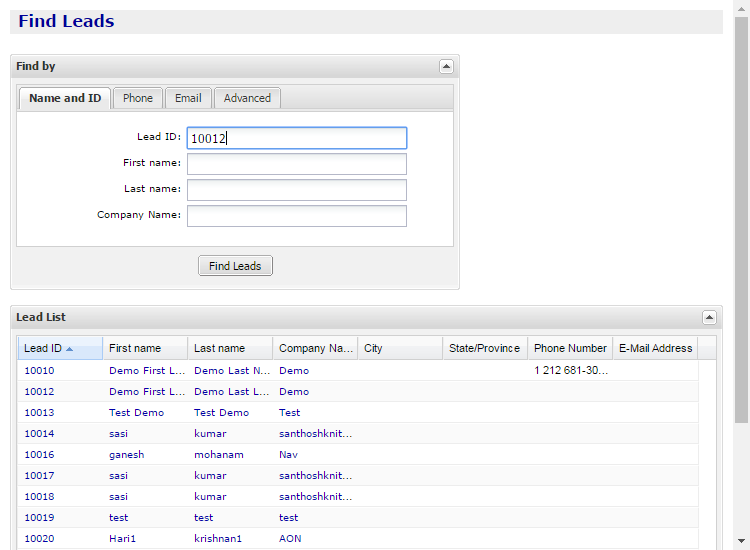 Find Leads
Find by
Name and ID Phone Email Advanced
Lead ID: 10012
First name:
Last name:
Company Name:
Find Leads
Lead List
Lead ID First name Last name Company Na... City State/Province Phone Number E-Mail Address
10010 Demo First L... Demo Last N... Demo 1 212 681-30...
10012 Demo First L... Demo Last L... Demo
10013 Test Demo Test Demo Test
10014 sasi kumar santhoshknit...
10016 ganesh mohanam Nav
10017 sasi kumar santhoshknit...
10018 sasi kumar santhoshknit...
10019 test test test
10020 Hari1 krishnan1 AON